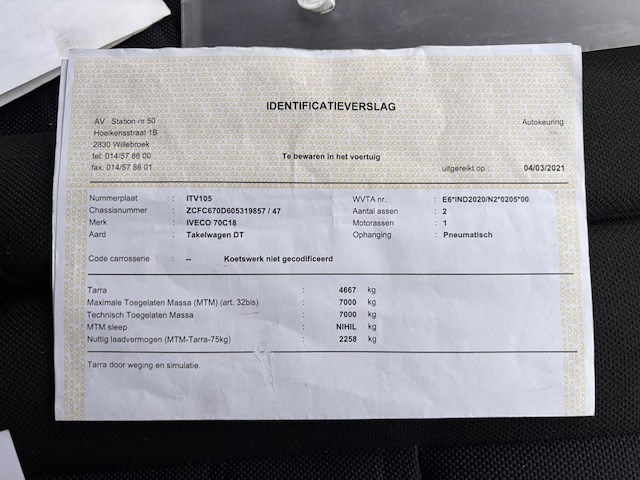 IDENTIFICATIEVERSLAG
AV Station nr 50
Autokeuring
Hoeikensstraat 1B
2830 Willebroek
tel: 014/57 86 00
Te bewaren in het voertuig
fax: 014/57 86 01
uitgereikt op : 04/03/2021
Nummerplaat : ITV105 WVTA nr. : E6*IND2020/N2*0205*00
Chassisnummer : ZCFC670D605319857 / 47 Aantal assen : 2
Merk : IVECO 70C18 Motorassen : 1
Aard : Takelwagen DT Ophanging : Pneumatisch
Code carrosserie : -- Koetswerk niet gecodificeerd
Tarra : 4667 kg
Maximale Toegelaten Massa (MTM) (art. 32bis) : 7000 kg
Technisch Toegelaten Massa : 7000 kg
MTM sleep : NIHIL kg
Nuttig laadvermogen (MTM-Tarra-75kg) : 2258 kg
Tarra door weging en simulatie.